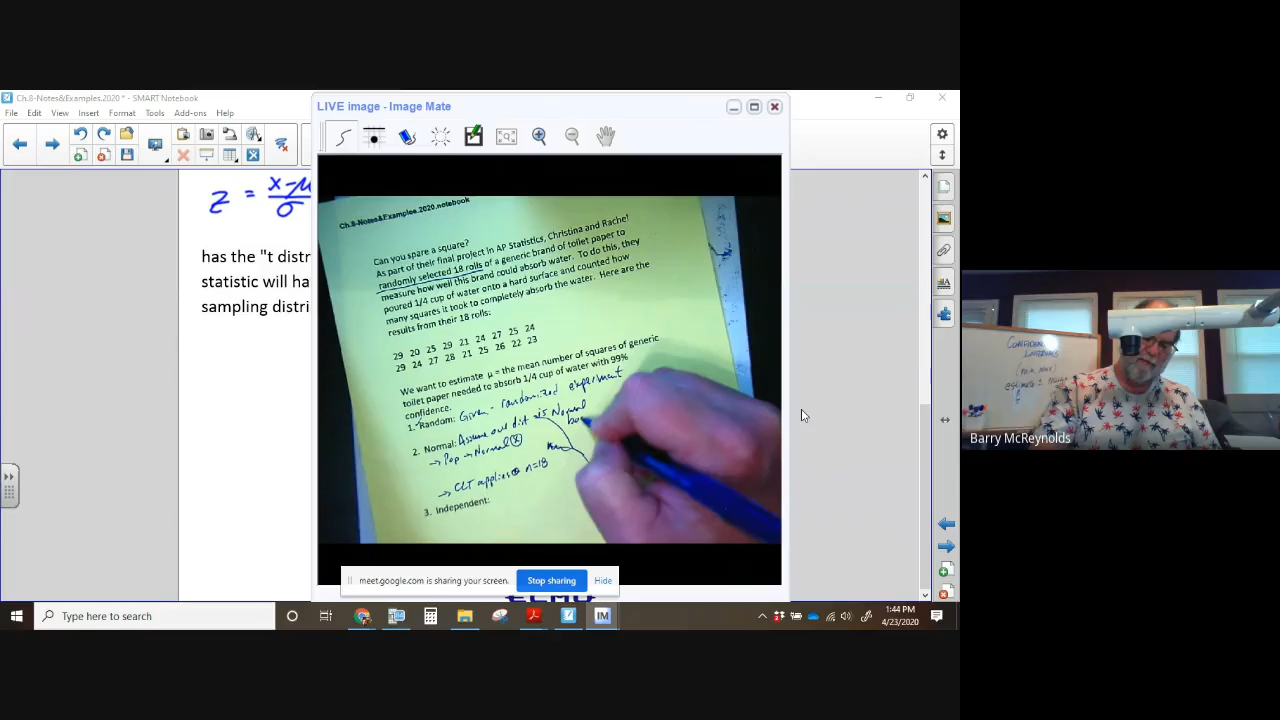 Ch.8-Notes&Examples.2020 * - SMART Notebook
File Edit View Insert Format Tools Add-ons Help
z = x-μ
σ
has the "t distr
statistic will ha
sampling distri
LIVE image - Image Mate
Ch.8-Notes&Examples.2020.notebook
Can you spare a square?
As part of their final project in AP Statistics, Christina and Rachel
randomly selected 18 rolls of a generic brand of toilet paper to
measure how well this brand could absorb water. To do this, they
poured 1/4 cup of water onto a hard surface and counted how
many squares it took to completely absorb the water. Here are the
results from their 18 rolls:
29 20 25 29 21 24 27 25 24
29 24 27 28 21 25 26 22 23
We want to estimate μ = the mean number of squares of generic
toilet paper needed to absorb 1/4 cup of water with 99%
confidence.
1. Random: Given - randomized experiment
2. Normal: Assume our dist is Normal
→ Pop → Normal (X)
→ CLT applies n=18
3. Independent:
meet.google.com is sharing your screen.
Stop sharing
Hide
ELMO
Type here to search
1:44 PM
4/23/2020
CONFIDENCE
INTERVALS
estimate ±
Barry McReynolds